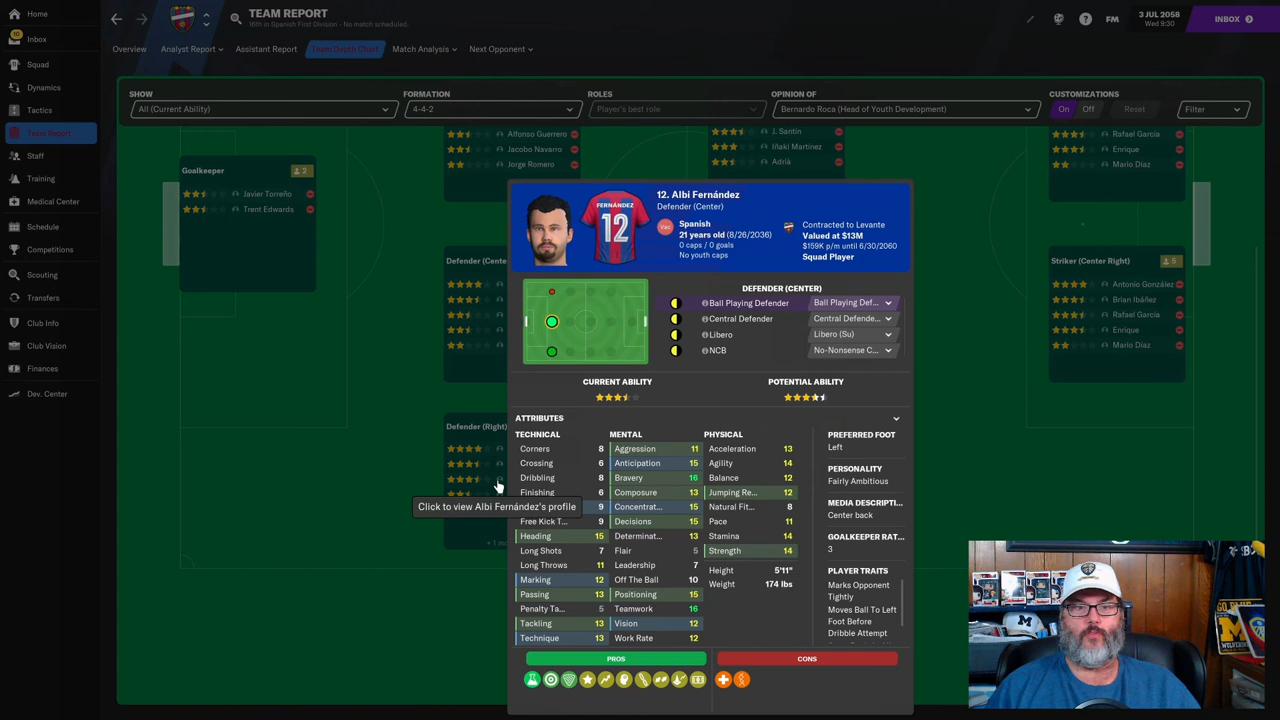 Home
10
Inbox
Squad
Dynamics
Tactics
Team Report
Staff
Training
Medical Center
Schedule
Competitions
Scouting
Transfers
Club Info
Club Vision
Finances
Dev. Center
TEAM REPORT
16th in Spanish First Division - No match scheduled.
FM
3 JUL 2058
Wed 9:30
INBOX
Overview
Analyst Report
Assistant Report
Team Depth Chart
Match Analysis
Next Opponent
SHOW
All (Current Ability)
FORMATION
4-4-2
ROLES
Player's best role
OPINION OF
Bernardo Roca (Head of Youth Development)
CUSTOMIZATIONS
On Off Reset
Filter
Goalkeeper 2
Javier Torreño
Trent Edwards
Alfonso Guerrero
Jacobo Navarro
Jorge Romero
J. Santín
Iñaki Martínez
Adrià
Rafael García
Enrique
Mario Díaz
Defender (Cente
Defender (Right)
+ 1 mo
Striker (Center Right) 5
Antonio González
Brian Ibáñez
Rafael García
Enrique
Mario Díaz
FERNÁNDEZ
12
12. Albi Fernández
Defender (Center)
Vac
Spanish
21 years old (8/26/2036)
0 caps / 0 goals
No youth caps
Contracted to Levante
Valued at $13M
$159K p/m until 6/30/2060
Squad Player
DEFENDER (CENTER)
Ball Playing Defender Ball Playing Def...
Central Defender Central Defende...
Libero Libero (Su)
NCB No-Nonsense C...
CURRENT ABILITY
POTENTIAL ABILITY
ATTRIBUTES
TECHNICAL
Corners 8
Crossing 6
Dribbling 8
Finishing 6
9
Free Kick T... 9
Heading 15
Long Shots 7
Long Throws 11
Marking 12
Passing 13
Penalty Ta... 5
Tackling 13
Technique 13
MENTAL
Aggression 11
Anticipation 15
Bravery 16
Composure 13
Concentrat... 15
Decisions 15
Determinat... 13
Flair 5
Leadership 7
Off The Ball 10
Positioning 15
Teamwork 16
Vision 12
Work Rate 12
PHYSICAL
Acceleration 13
Agility 14
Balance 12
Jumping Re... 12
Natural Fit... 8
Pace 11
Stamina 14
Strength 14
Height 5'11"
Weight 174 lbs
PREFERRED FOOT
Left
PERSONALITY
Fairly Ambitious
MEDIA DESCRIPTI...
Center back
GOALKEEPER RAT...
3
PLAYER TRAITS
Marks Opponent
Tightly
Moves Ball To Left
Foot Before
Dribble Attempt
PROS
CONS
Click to view Albi Fernández's profile